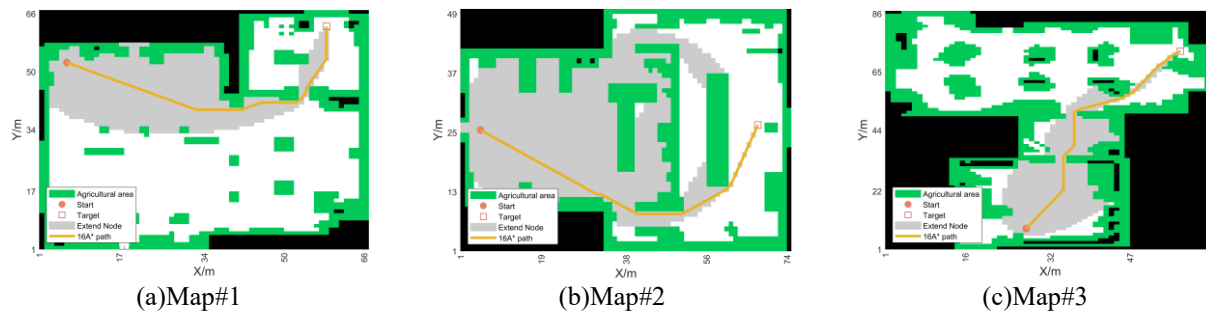 66
50
34
17
1
Y/m
1
17
34
50
66
X/m
Agricultural area
Start
Target
Extend Node
16A* path
(a)Map#1
49
37
25
13
1
Y/m
1
19
38
56
74
X/m
Agricultural area
Start
Target
Extend Node
16A* path
(b)Map#2
86
65
44
22
1
Y/m
1
16
32
47
X/m
Agricultural area
Start
Target
Extend Node
16A* path
(c)Map#3